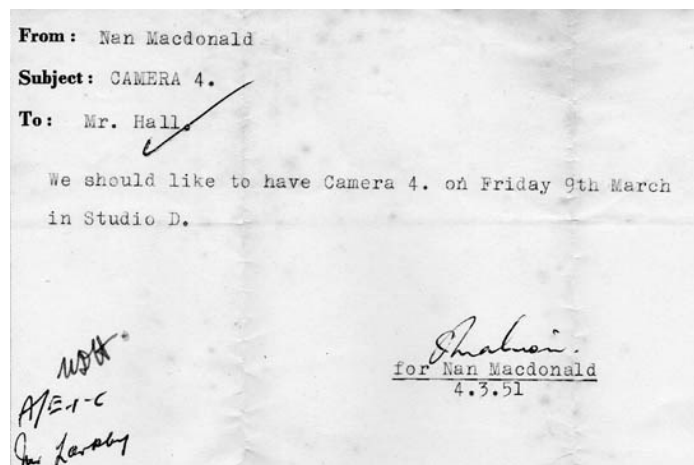 From: Nan Macdonald
Subject: CAMERA 4.
To: Mr. Hall.
We should like to have Camera 4. on Friday 9th March
in Studio D.
for Nan Macdonald
4.3.51